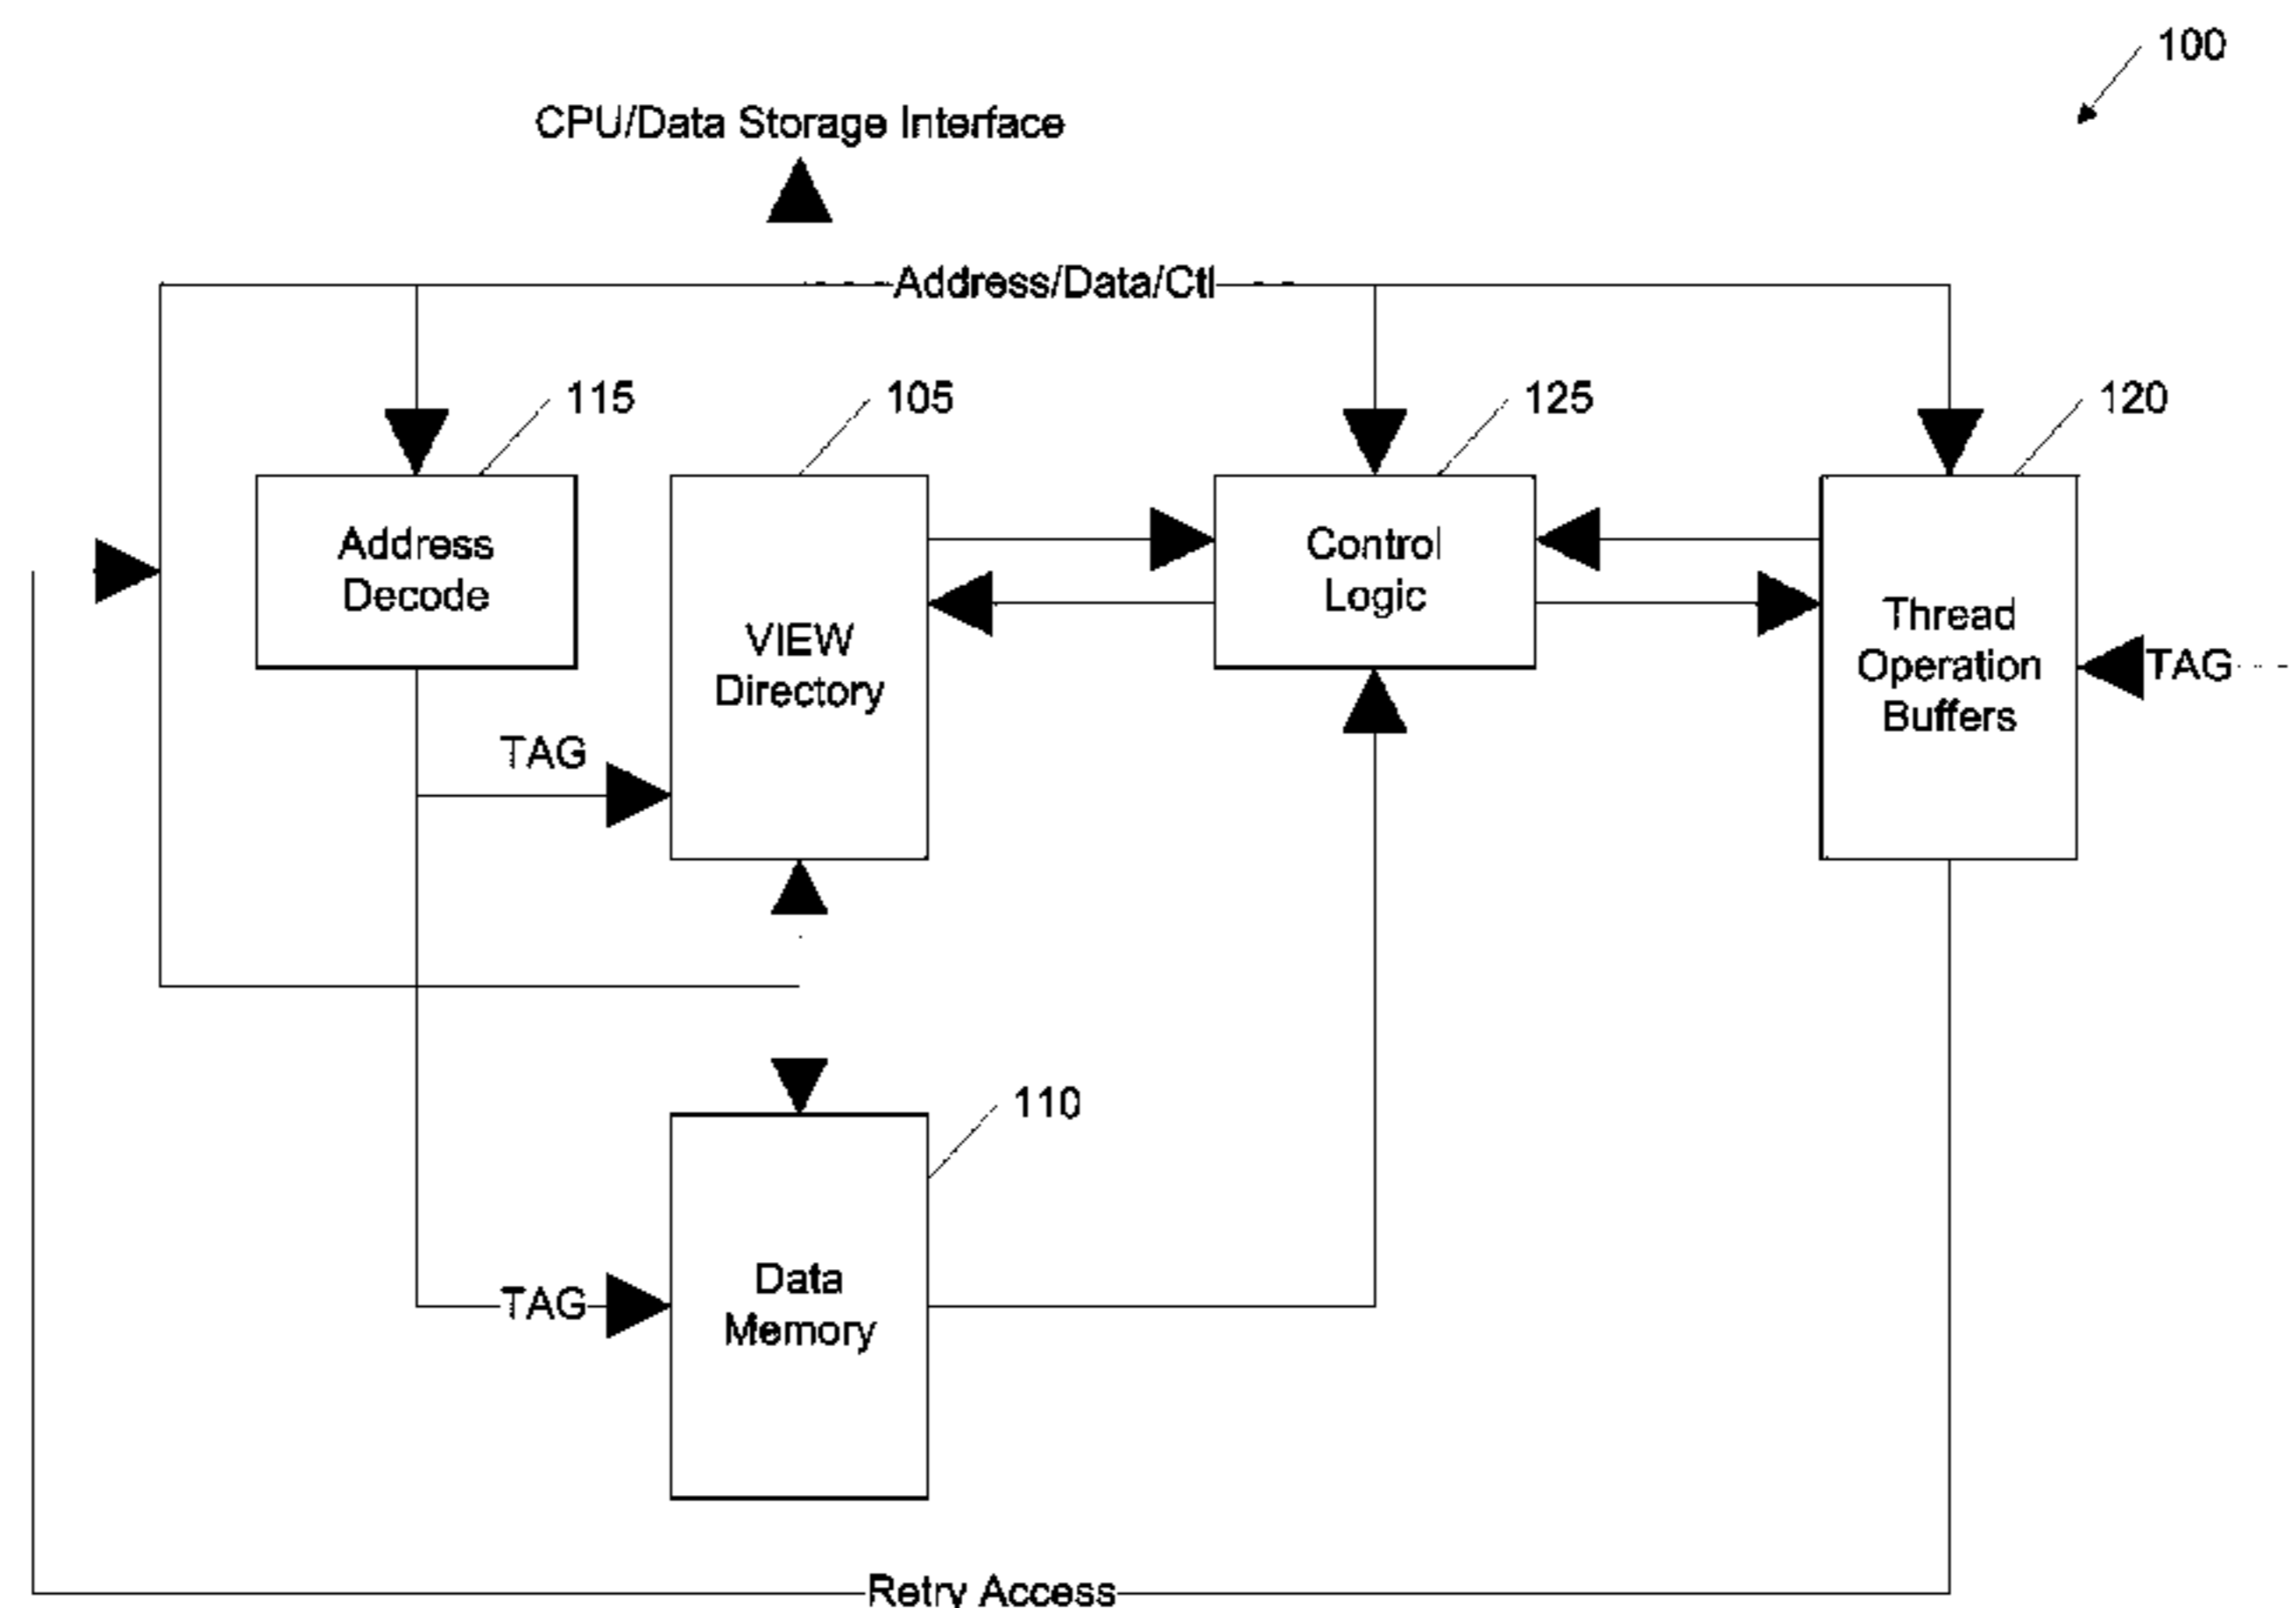 100
CPU/Data Storage Interface
Address/Data/Ctl
115
105
125
120
Address
Decode
VIEW
Directory
Control
Logic
Thread
Operation
Buffers
TAG
TAG
110
TAG
Data
Memory
Retry Access